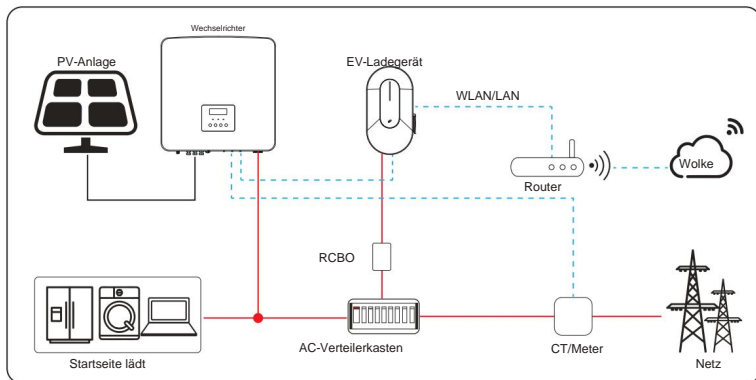 Wechselrichter
PV-Anlage
EV-Ladegerät
WLAN/LAN
Wolke
Router
RCBO
Startseite lädt
AC-Verteilerkasten
CT/Meter
Netz